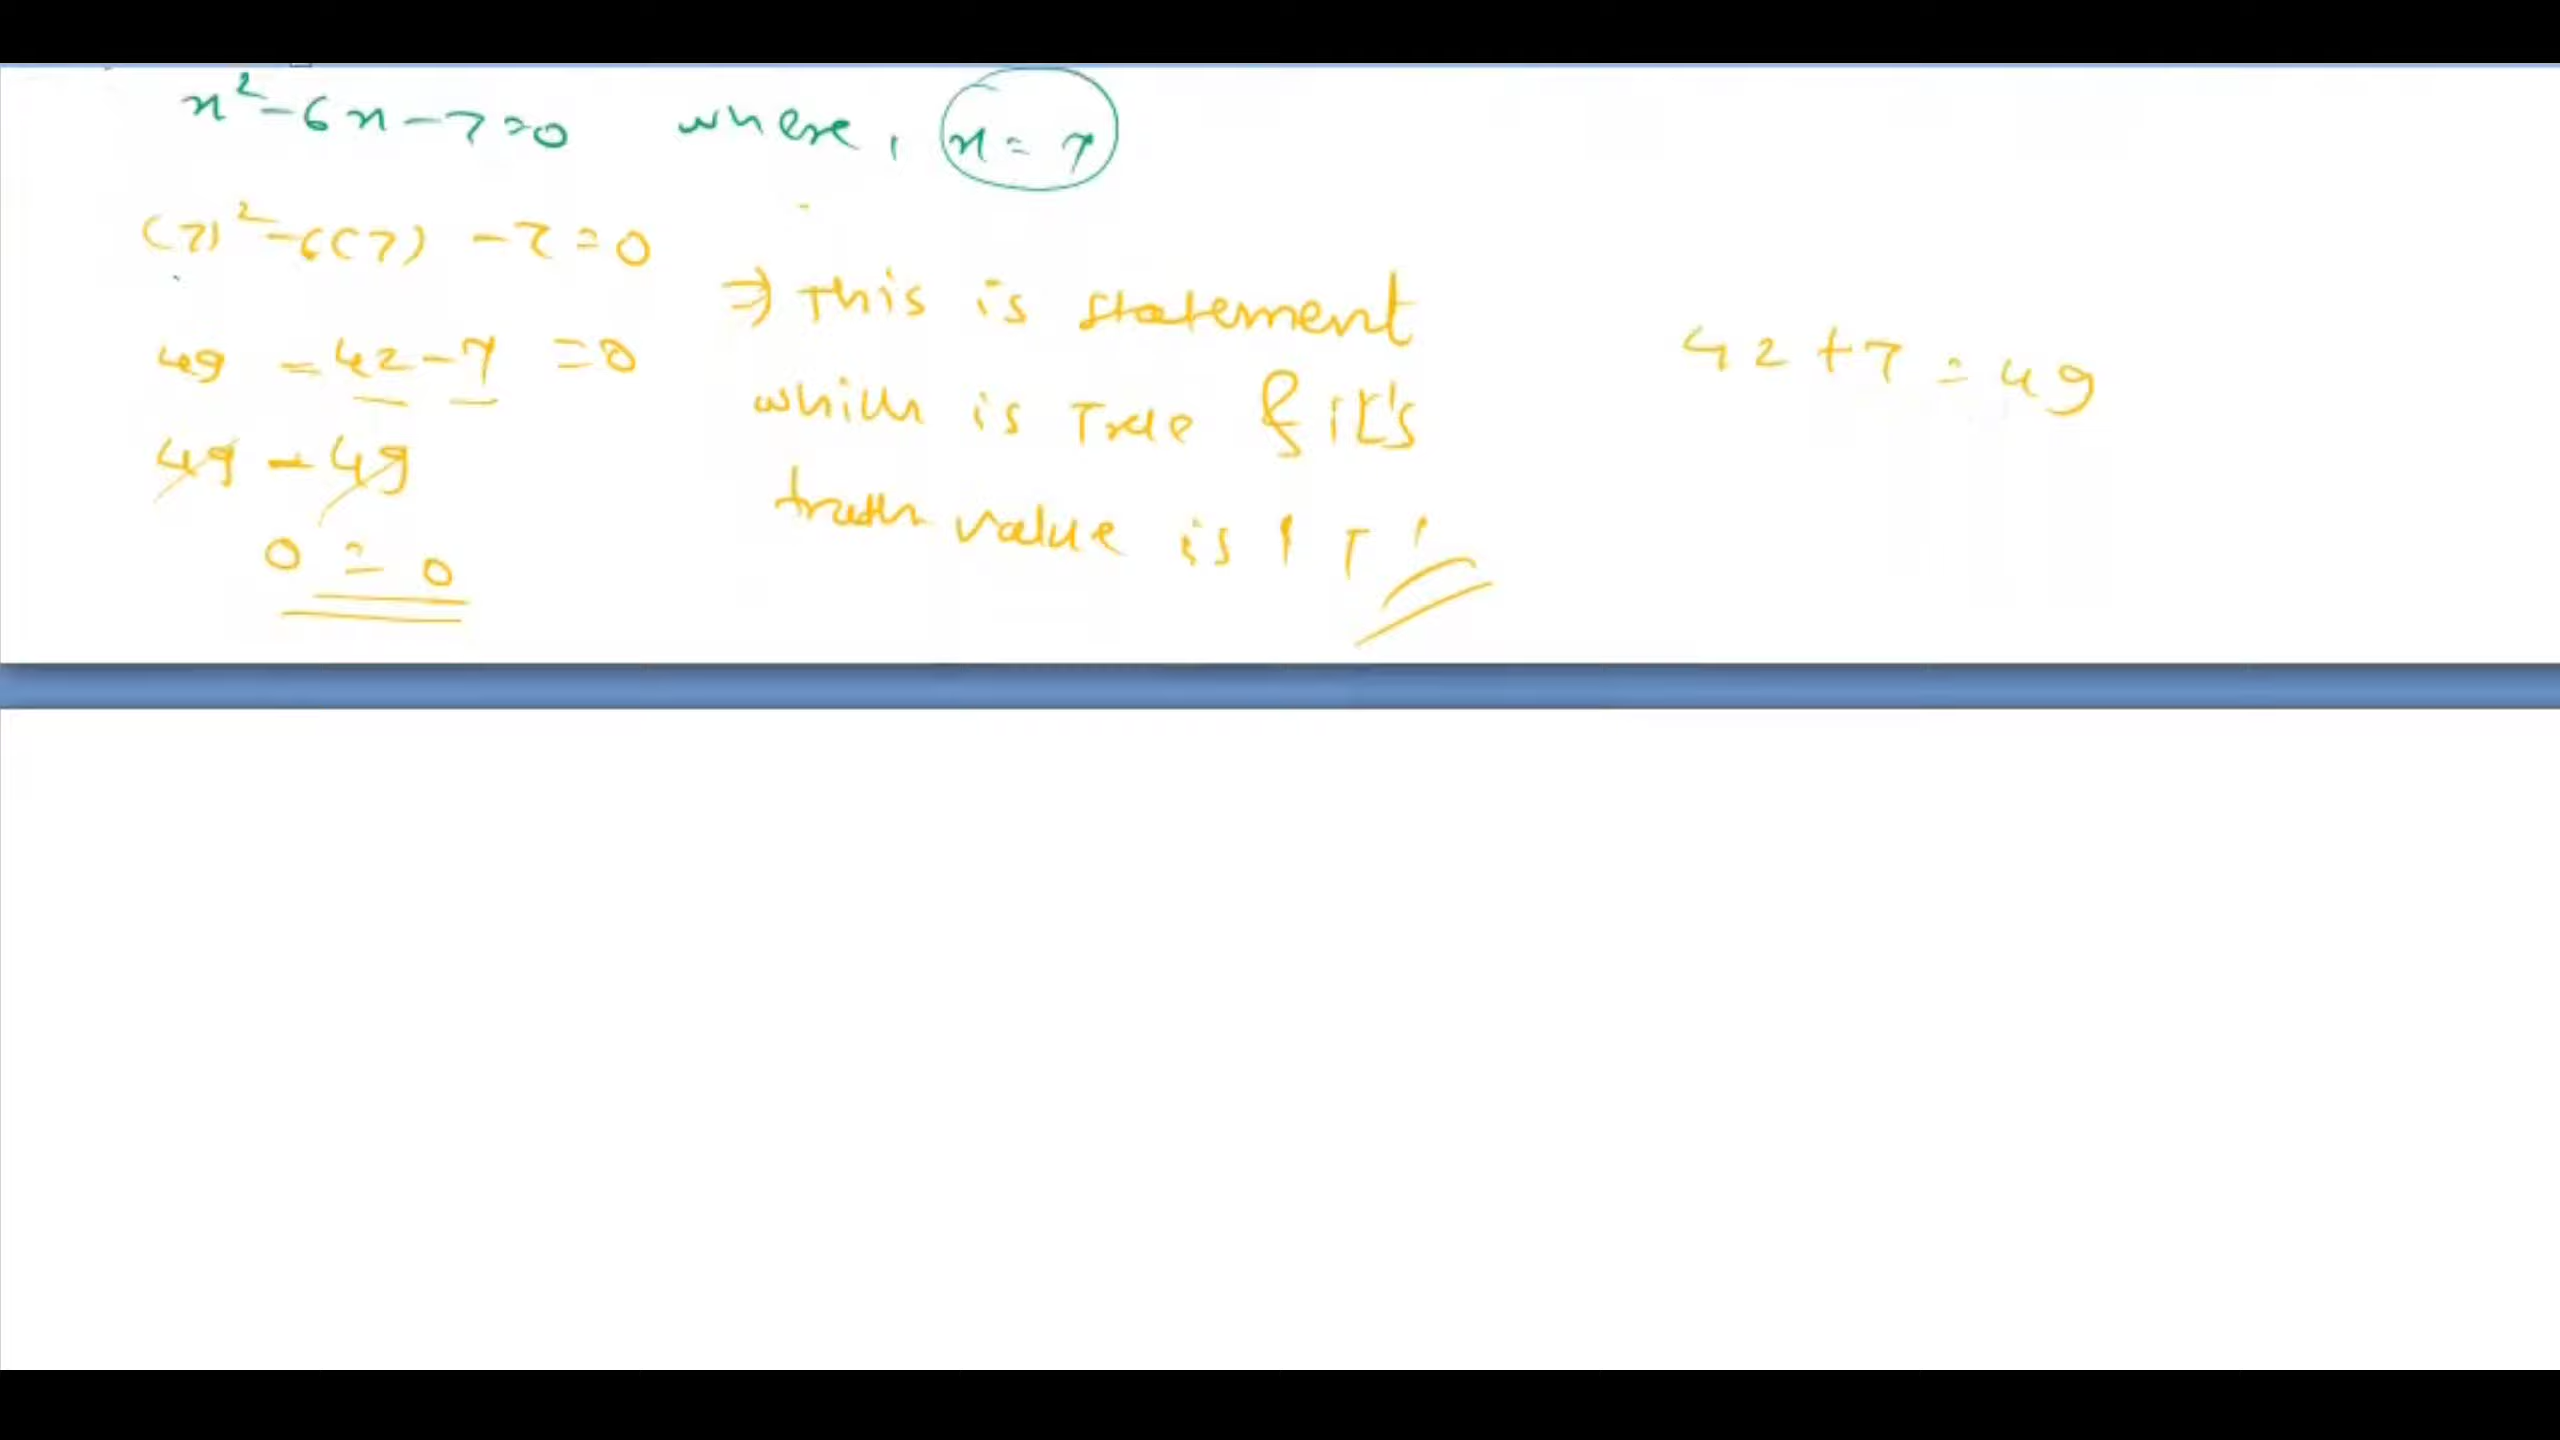 x² - 6x - 7 = 0 where, x = 7
(7)² - 6(7) - 7 = 0
49 - 42 - 7 = 0
49 - 49
0 = 0
⇒ This is statement
which is True & it's
truth value is 'T'
42 + 7 = 49